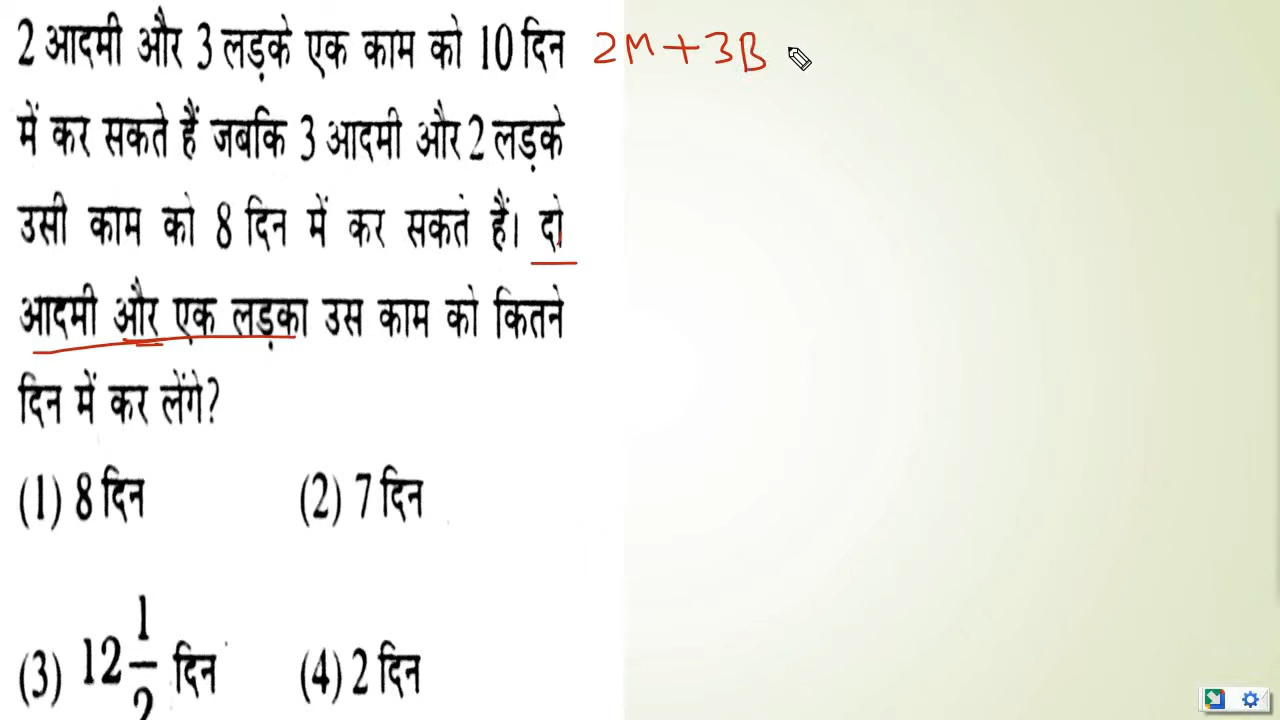 2 आदमी और 3 लड़के एक काम को 10 दिन 2M+3B
में कर सकते हैं जबकि 3 आदमी और 2 लड़के
उसी काम को 8 दिन में कर सकते हैं। दो
आदमी और एक लड़का उस काम को कितने
दिन में कर लेंगे?
(1) 8 दिन (2) 7 दिन
(3) 12 1/2 दिन (4) 2 दिन